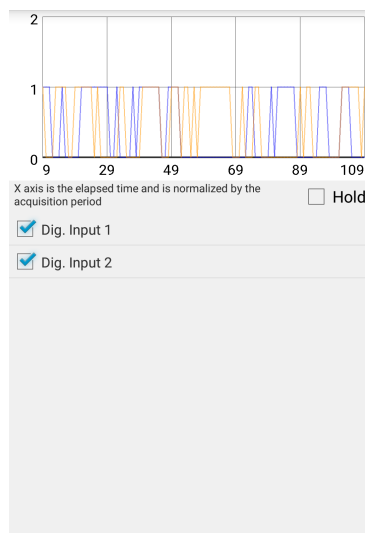 2
1
0
9 29 49 69 89 109
X axis is the elapsed time and is normalized by the
acquisition period
Hold
Dig. Input 1
Dig. Input 2